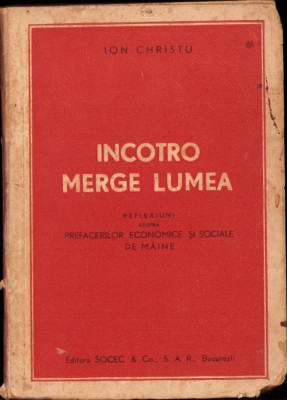 ION CHRISTU
INCOTRO
MERGE LUMEA
REFLEXIUNI
ASUPRA
PREFACERILOR ECONOMICE ȘI SOCIALE
DE MÂINE
Editura SOCEC & Co., S. A. R., București